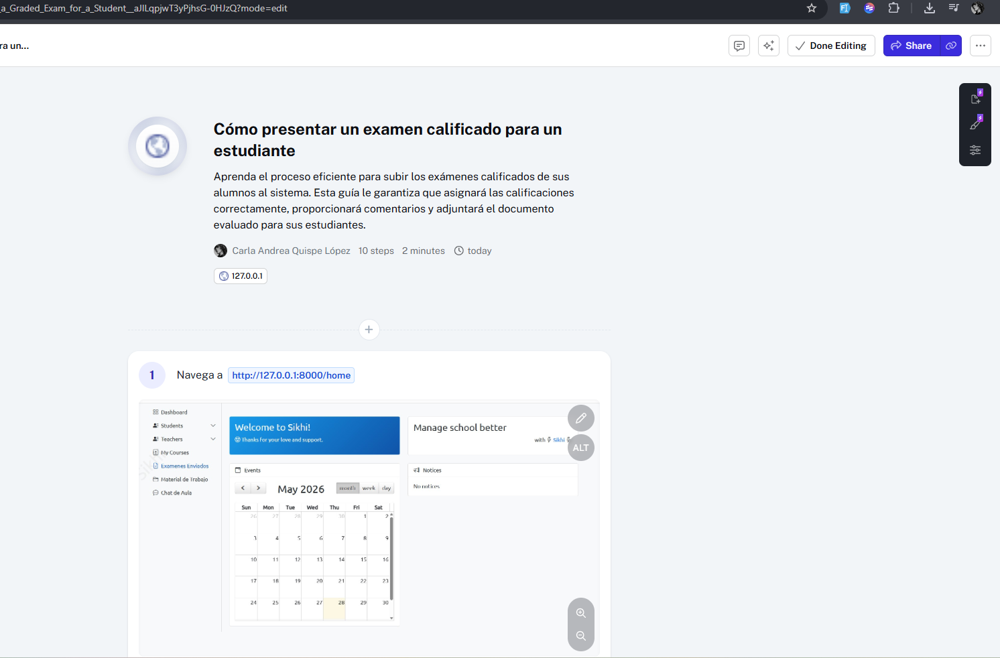 _a_Graded_Exam_for_a_Student__aJILqpjwT3yPjhsG-0HJzQ?mode=edit
ra un...
Done Editing
Share
Cómo presentar un examen calificado para un
estudiante
Aprenda el proceso eficiente para subir los exámenes calificados de sus
alumnos al sistema. Esta guía le garantiza que asignará las calificaciones
correctamente, proporcionará comentarios y adjuntará el documento
evaluado para sus estudiantes.
Carla Andrea Quispe López 10 steps 2 minutes today
127.0.0.1
1 Navega a http://127.0.0.1:8000/home
Dashboard
Students
Teachers
My Courses
Examenes Enviados
Material de Trabajo
Chat de Aula
Welcome to Sikhi!
Thanks for your love and support.
Manage school better
with Sikhi
ALT
Events
May 2026
month week day
Sun Mon Tue Wed Thu Fri Sat
26 27 28 29 30 1 2
3 4 5 6 7 8 9
10 11 12 13 14 15 16
17 18 19 20 21 22 23
24 25 26 27 28 29 30
Notices
No notices